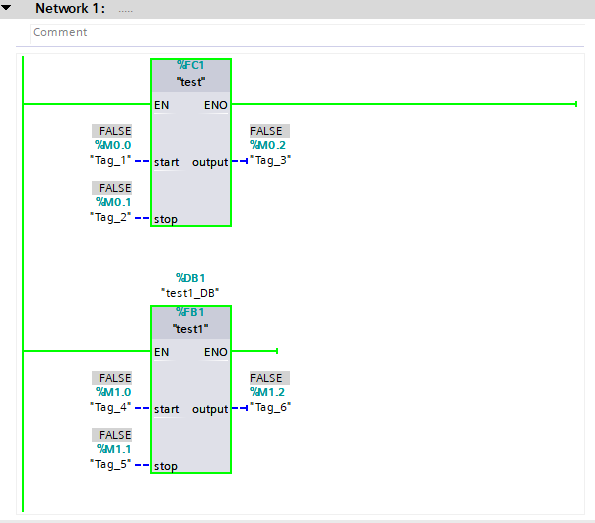 Network 1: .....
Comment
%FC1
"test"
EN ENO
FALSE FALSE
%M0.0 %M0.2
"Tag_1" start output "Tag_3"
FALSE
%M0.1
"Tag_2" stop
%DB1
"test1_DB"
%FB1
"test1"
EN ENO
FALSE FALSE
%M1.0 %M1.2
"Tag_4" start output "Tag_6"
FALSE
%M1.1
"Tag_5" stop